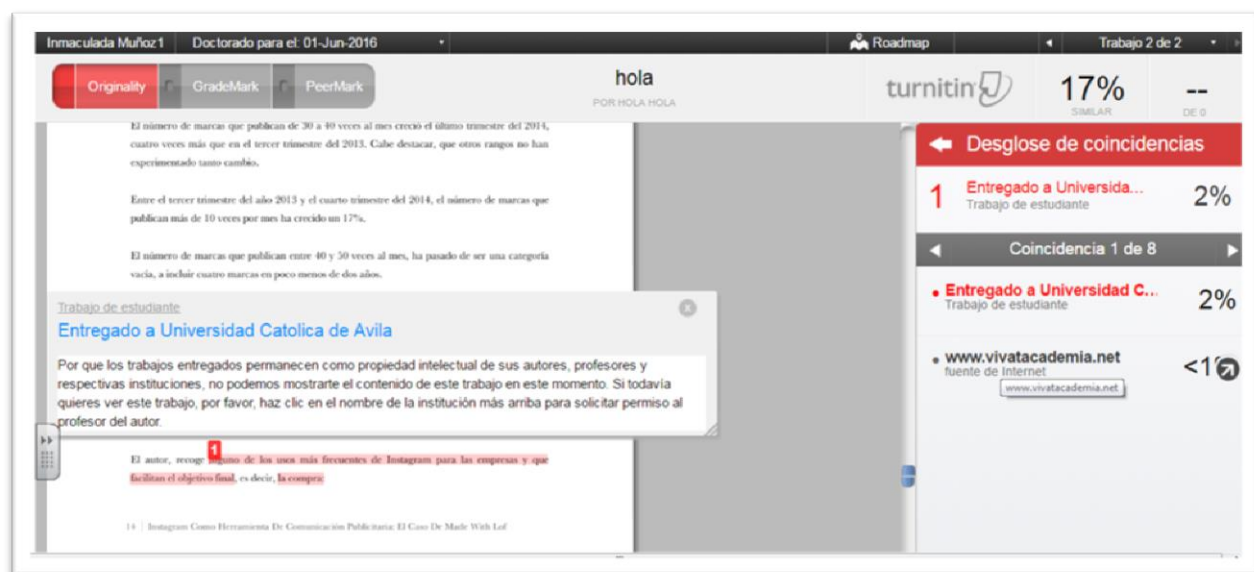 Inmaculada Muñoz1 Doctorado para el: 01-Jun-2016 Roadmap Trabajo 2 de 2
Originality GradeMark PeerMark
hola
POR HOLA HOLA
turnitin
17%
SIMILAR
--
DE 0
El número de marcas que publican de 30 a 40 veces al mes creció el último trimestre del 2014,
cuatro veces más que en el tercer trimestre del 2013. Cabe destacar, que otros rangos no han
experimentado tanto cambio.
Entre el tercer trimestre del año 2013 y el cuarto trimestre del 2014, el número de marcas que
publican más de 10 veces por mes ha crecido un 17%.
El número de marcas que publican entre 40 y 50 veces al mes, ha pasado de ser una categoría
vacía, a incluir cuatro marcas en poco menos de dos años.
Trabajo de estudiante
Entregado a Universidad Catolica de Avila
Por que los trabajos entregados permanecen como propiedad intelectual de sus autores, profesores y
respectivas instituciones, no podemos mostrarte el contenido de este trabajo en este momento. Si todavía
quieres ver este trabajo, por favor, haz clic en el nombre de la institución más arriba para solicitar permiso al
profesor del autor.
1
El autor, recoge de los usos más frecuentes de Instagram para las empresas y que
facilitan el objetivo final, es decir, la compra:
14 | Instagram Como Herramienta De Comunicación Publicitaria: El Caso De Made With Lof
Desglose de coincidencias
1 Entregado a Universida... 2%
Trabajo de estudiante
Coincidencia 1 de 8
Entregado a Universidad C... 2%
Trabajo de estudiante
www.vivatacademia.net <1
fuente de Internet
www.vivatacademia.net